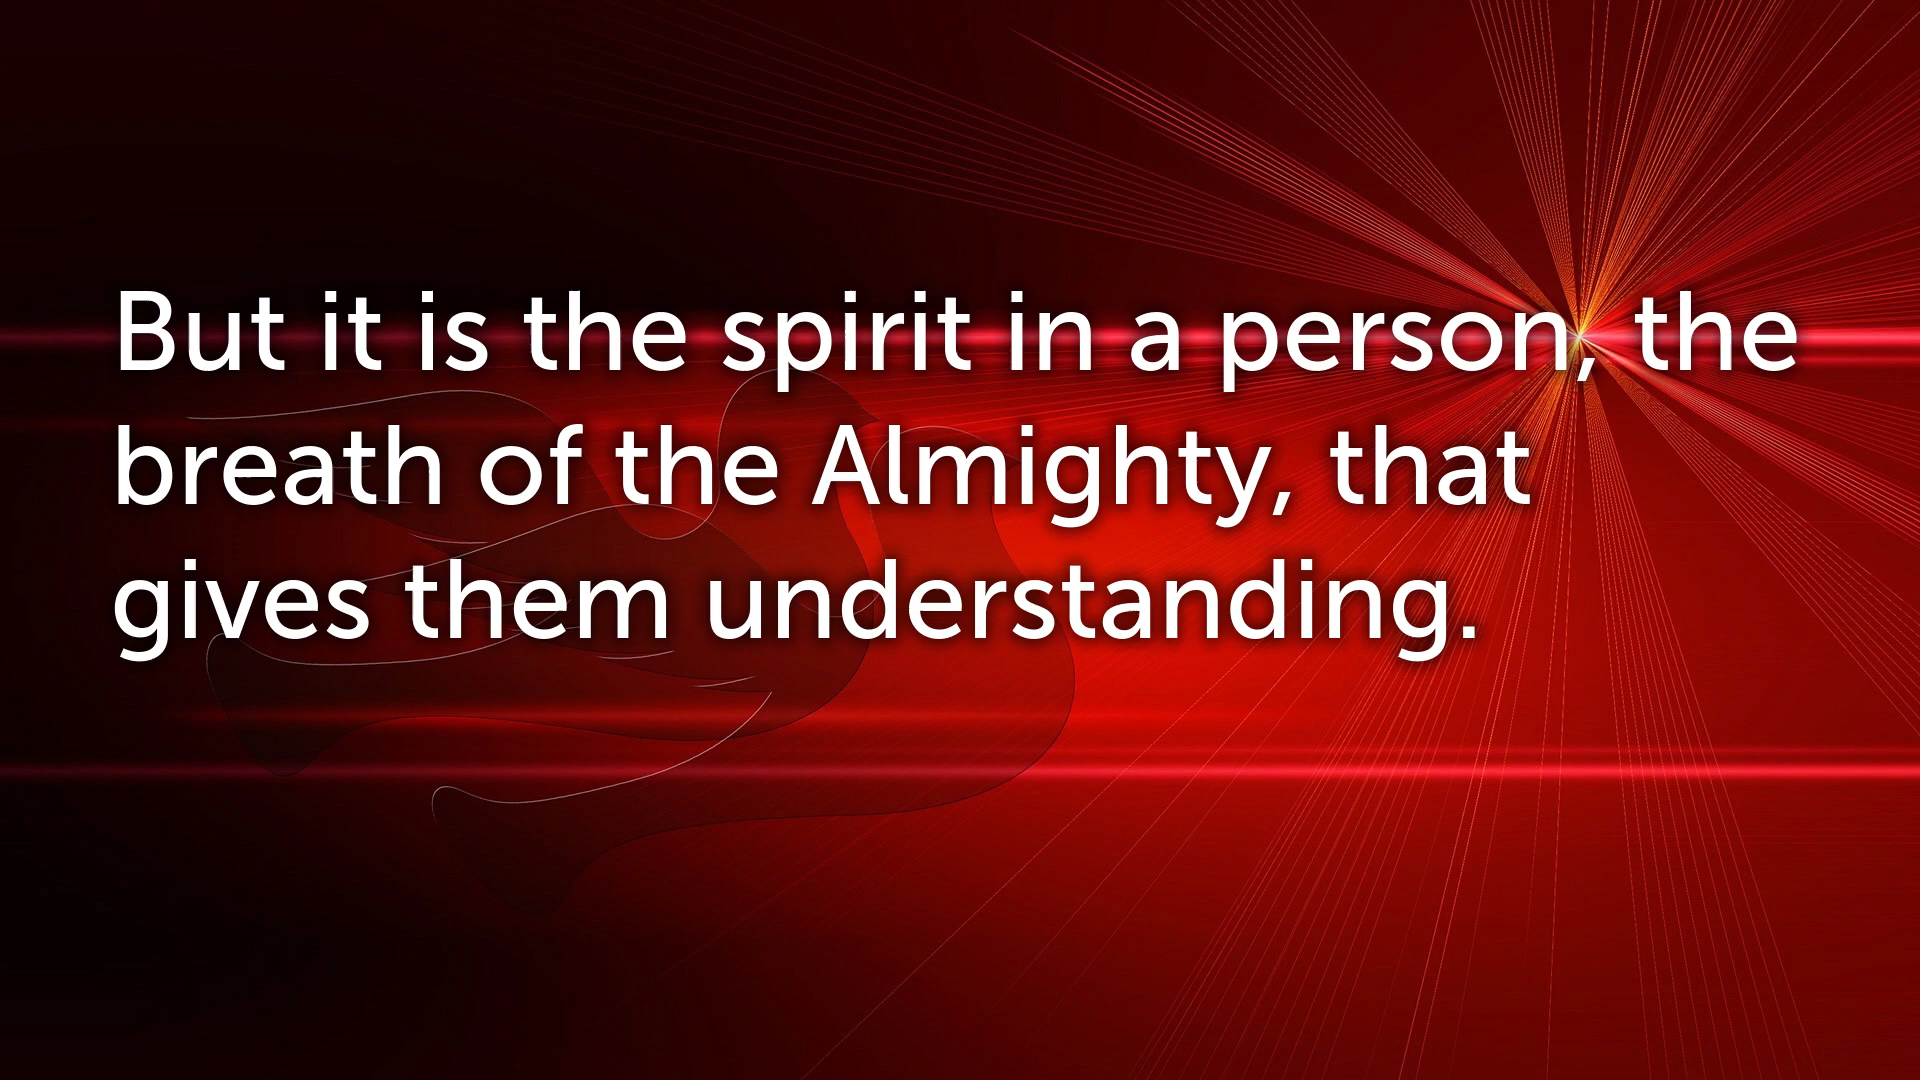 But it is the spirit in a person, the
breath of the Almighty, that
gives them understanding.